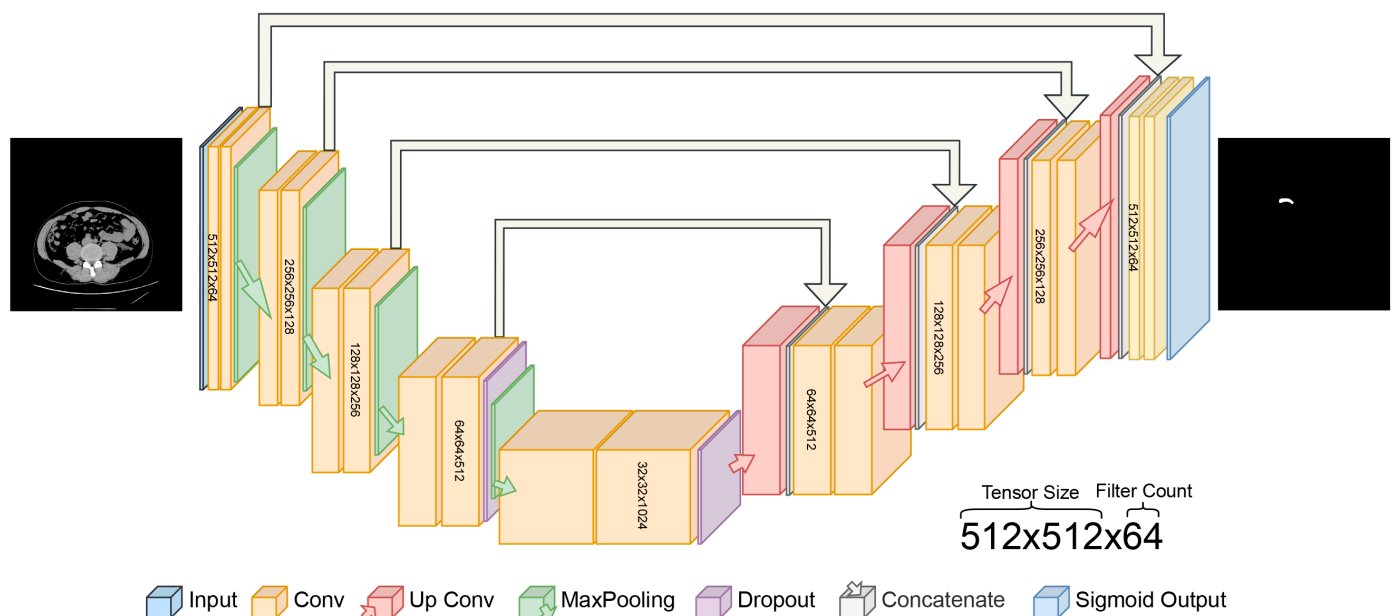 512x512x64
256x256x128
128x128x256
64x64x512
32x32x1024
64x64x512
128x128x256
256x256x128
512x512x64
Tensor Size Filter Count
512x512x64
Input Conv Up Conv MaxPooling Dropout Concatenate Sigmoid Output